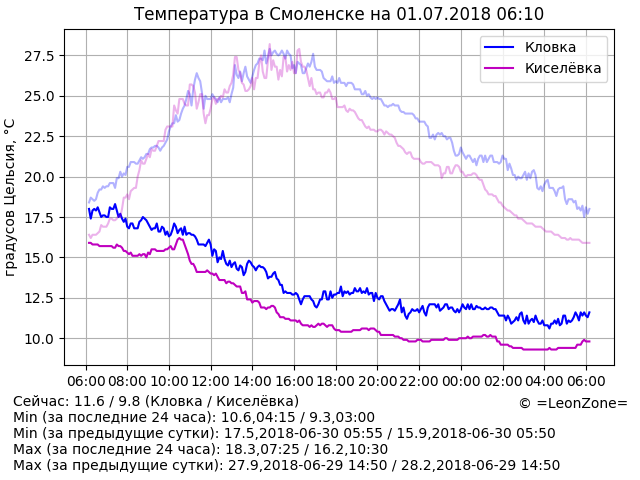 Температура в Смоленске на 01.07.2018 06:10
Кловка
Киселёвка
градусов Цельсия, °C
27.5
25.0
22.5
20.0
17.5
15.0
12.5
10.0
06:00 08:00 10:00 12:00 14:00 16:00 18:00 20:00 22:00 00:00 02:00 04:00 06:00
© =LeonZone=
Сейчас: 11.6 / 9.8 (Кловка / Киселёвка)
Min (за последние 24 часа): 10.6,04:15 / 9.3,03:00
Min (за предыдущие сутки): 17.5,2018-06-30 05:55 / 15.9,2018-06-30 05:50
Max (за последние 24 часа): 18.3,07:25 / 16.2,10:30
Max (за предыдущие сутки): 27.9,2018-06-29 14:50 / 28.2,2018-06-29 14:50